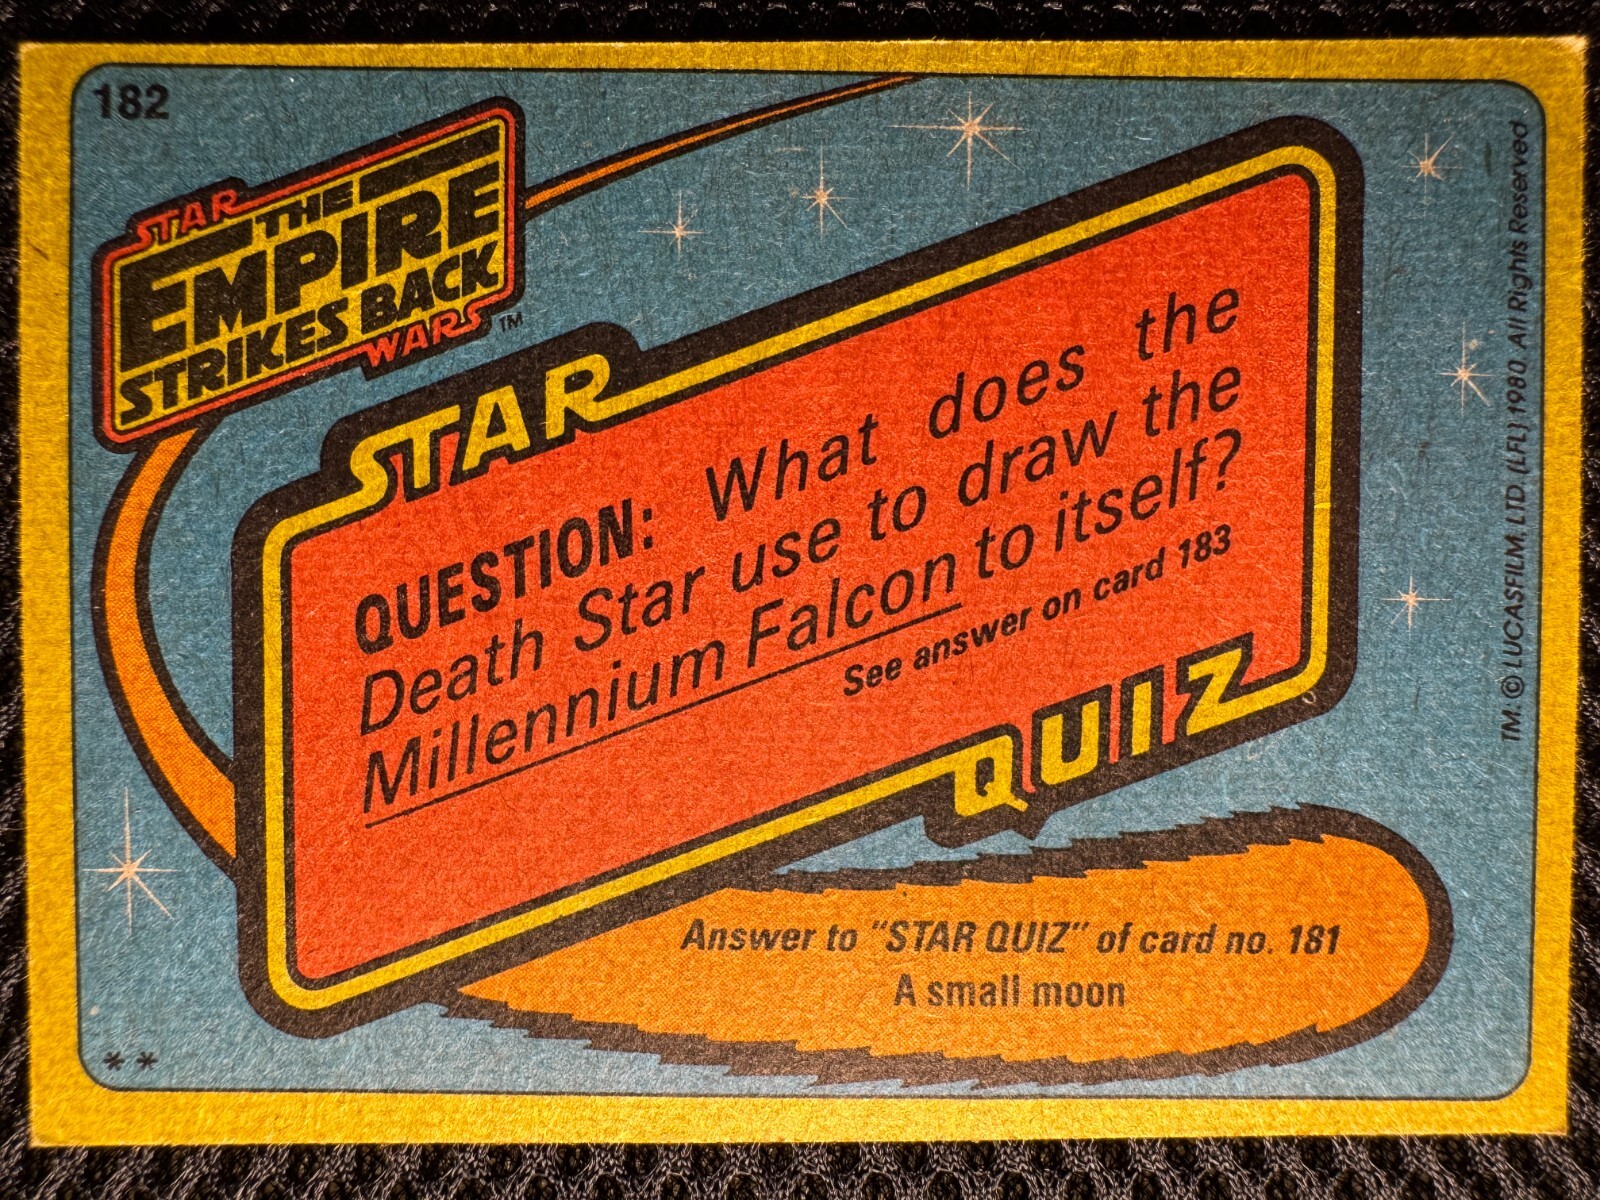 182
STAR
THE
EMPIRE
STRIKES BACK
WARS ™
STAR
QUESTION: What does the
Death Star use to draw the
Millennium Falcon to itself?
See answer on card 183
QUIZ
Answer to "STAR QUIZ" of card no. 181
A small moon
**
TM: © LUCASFILM, LTD. (LFL) 1980. All Rights Reserved